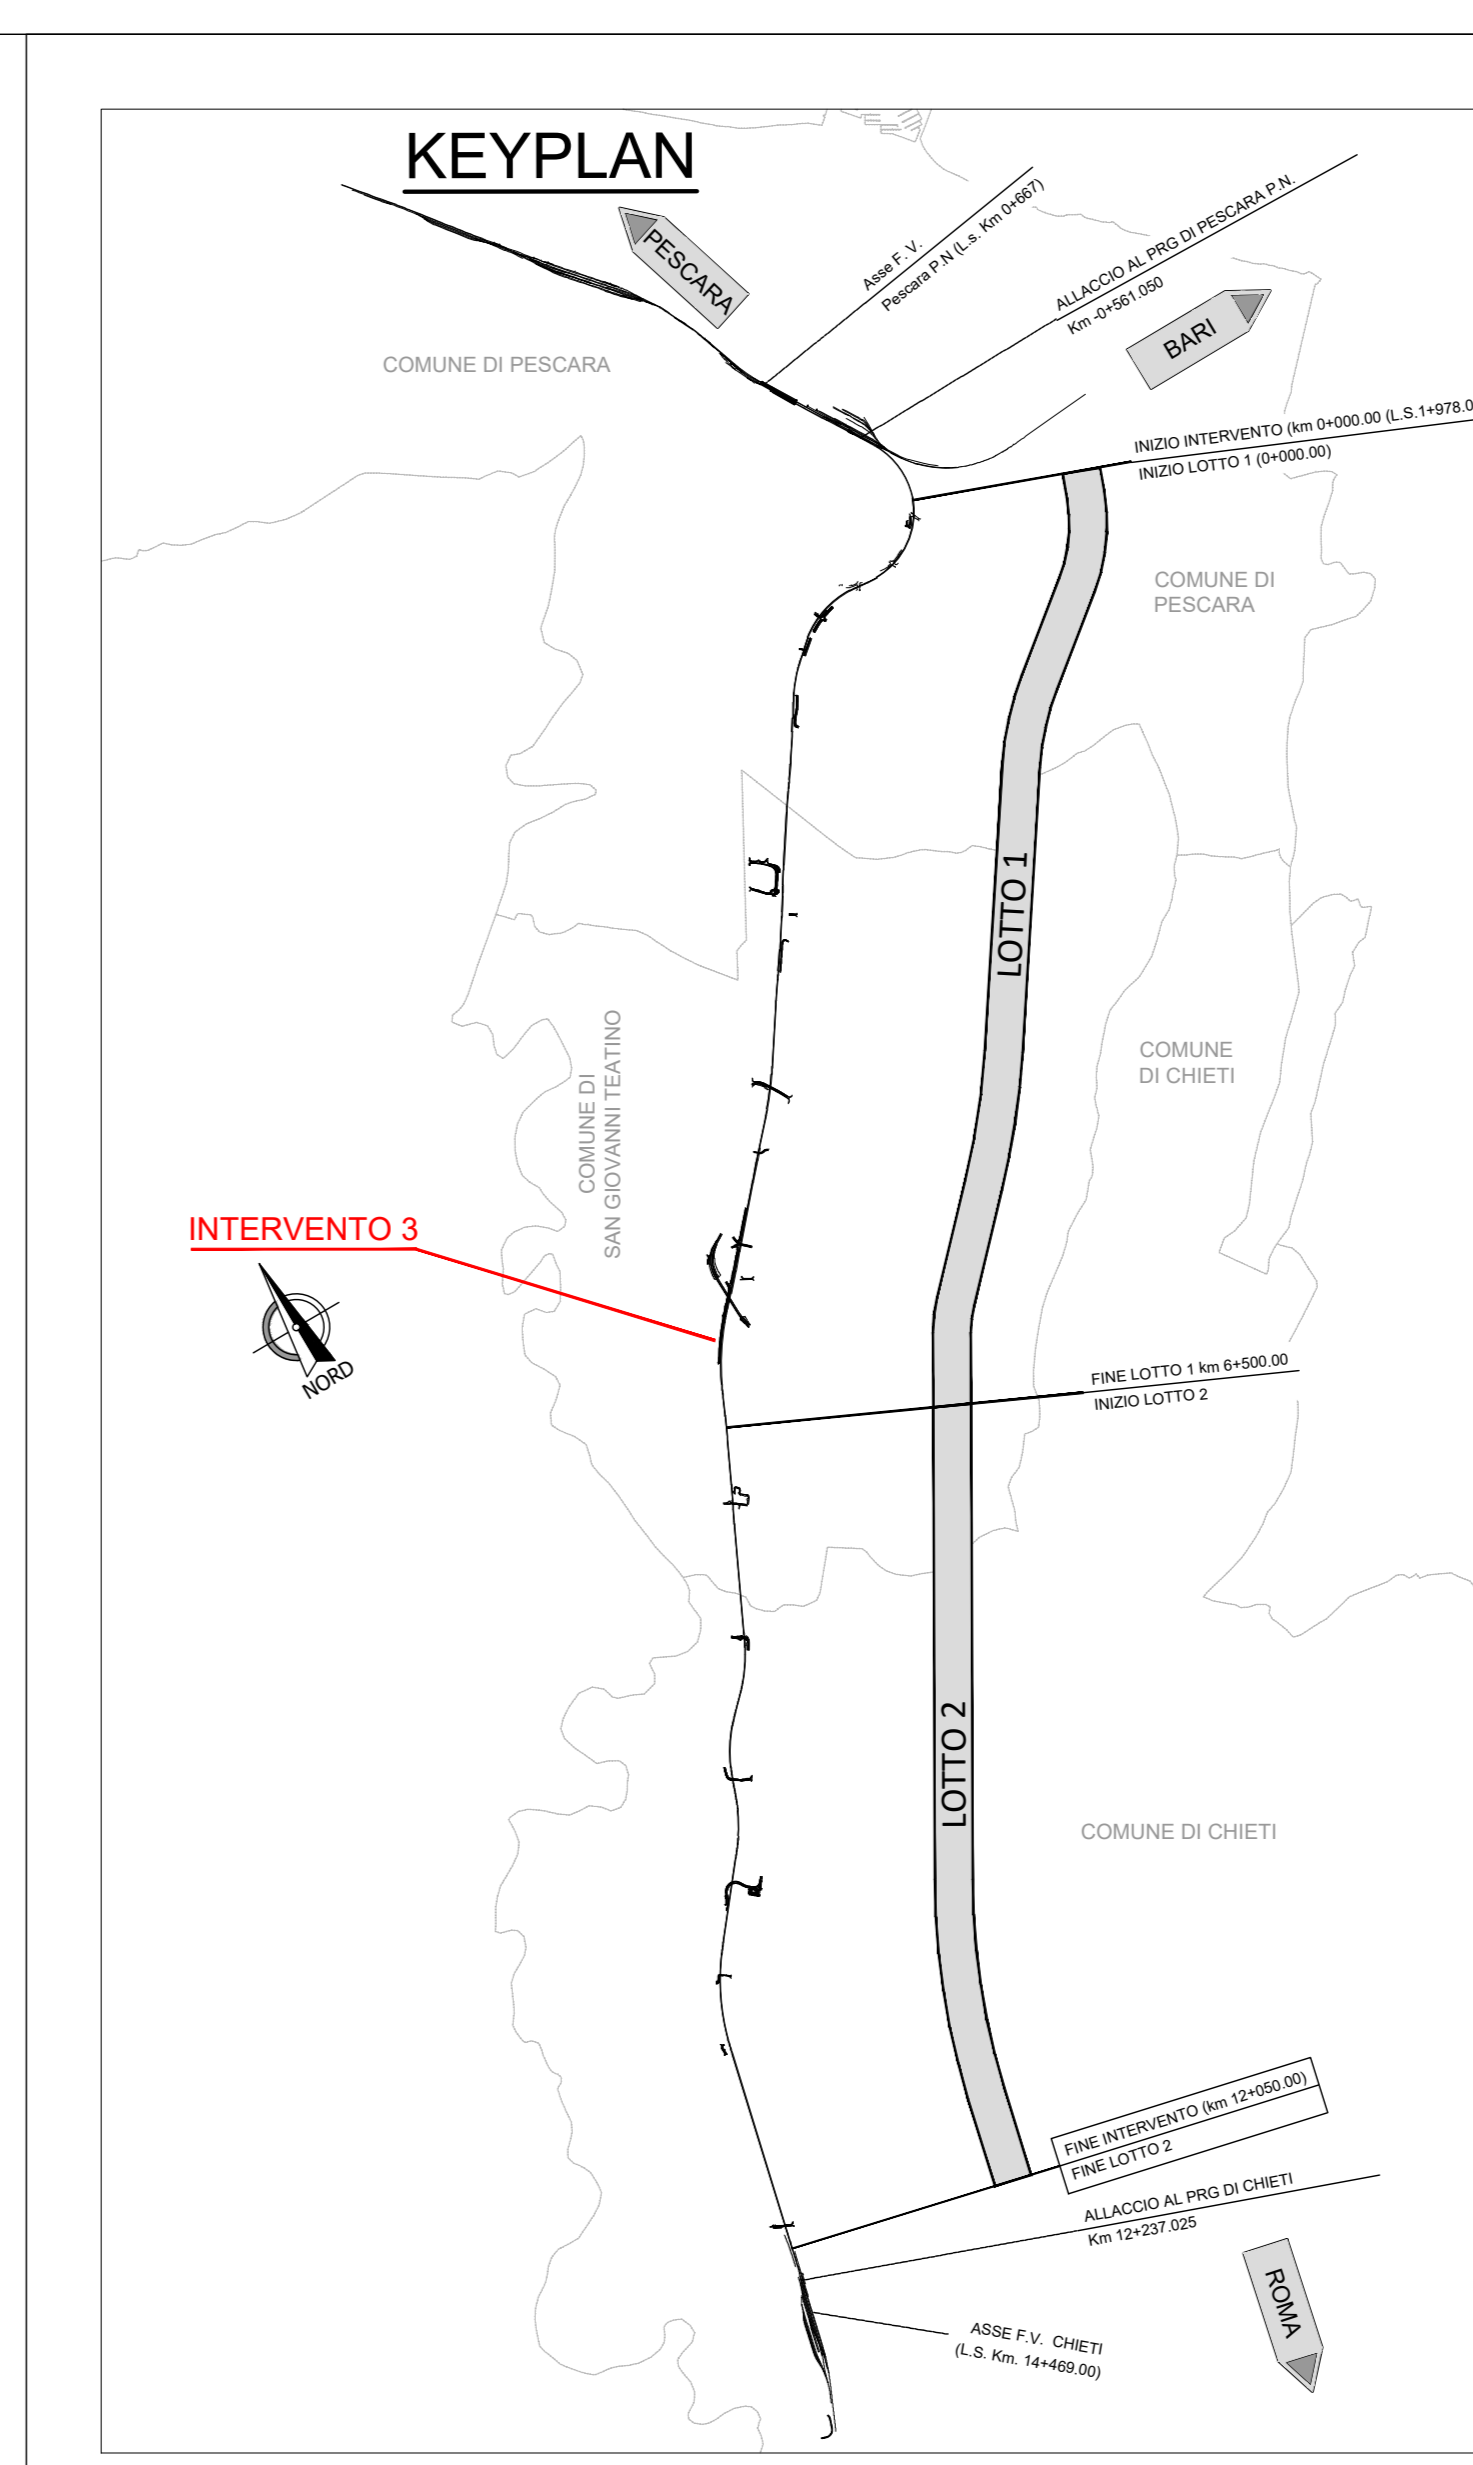 KEYPLAN
PESCARA
Asse F. V.
Pescara P.N (L.s. Km 0+667)
ALLACCIO AL PRG DI PESCARA P.N.
Km -0+561.050
BARI
COMUNE DI PESCARA
INIZIO INTERVENTO (km 0+000.00 (L.S.1+978.0
INIZIO LOTTO 1 (0+000.00)
COMUNE DI
PESCARA
LOTTO 1
COMUNE DI
SAN GIOVANNI TEATINO
COMUNE
DI CHIETI
INTERVENTO 3
NORD
FINE LOTTO 1 km 6+500.00
INIZIO LOTTO 2
LOTTO 2
COMUNE DI CHIETI
FINE INTERVENTO (km 12+050.00)
FINE LOTTO 2
ALLACCIO AL PRG DI CHIETI
Km 12+237.025
ROMA
ASSE F.V. CHIETI
(L.S. Km. 14+469.00)